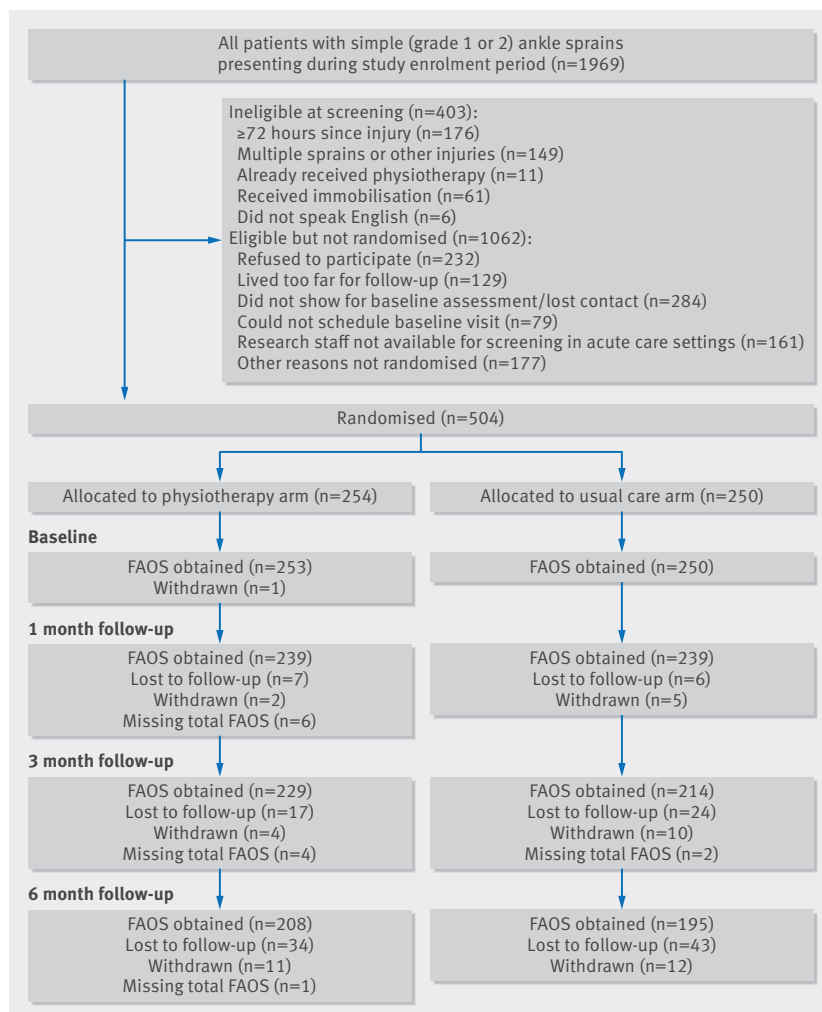 All patients with simple (grade 1 or 2) ankle sprains
presenting during study enrolment period (n=1969)
Ineligible at screening (n=403):
≥72 hours since injury (n=176)
Multiple sprains or other injuries (n=149)
Already received physiotherapy (n=11)
Received immobilisation (n=61)
Did not speak English (n=6)
Eligible but not randomised (n=1062):
Refused to participate (n=232)
Lived too far for follow-up (n=129)
Did not show for baseline assessment/lost contact (n=284)
Could not schedule baseline visit (n=79)
Research staff not available for screening in acute care settings (n=161)
Other reasons not randomised (n=177)
Randomised (n=504)
Allocated to physiotherapy arm (n=254)
Allocated to usual care arm (n=250)
Baseline
FAOS obtained (n=253)
Withdrawn (n=1)
FAOS obtained (n=250)
1 month follow-up
FAOS obtained (n=239)
Lost to follow-up (n=7)
Withdrawn (n=2)
Missing total FAOS (n=6)
FAOS obtained (n=239)
Lost to follow-up (n=6)
Withdrawn (n=5)
3 month follow-up
FAOS obtained (n=229)
Lost to follow-up (n=17)
Withdrawn (n=4)
Missing total FAOS (n=4)
FAOS obtained (n=214)
Lost to follow-up (n=24)
Withdrawn (n=10)
Missing total FAOS (n=2)
6 month follow-up
FAOS obtained (n=208)
Lost to follow-up (n=34)
Withdrawn (n=11)
Missing total FAOS (n=1)
FAOS obtained (n=195)
Lost to follow-up (n=43)
Withdrawn (n=12)